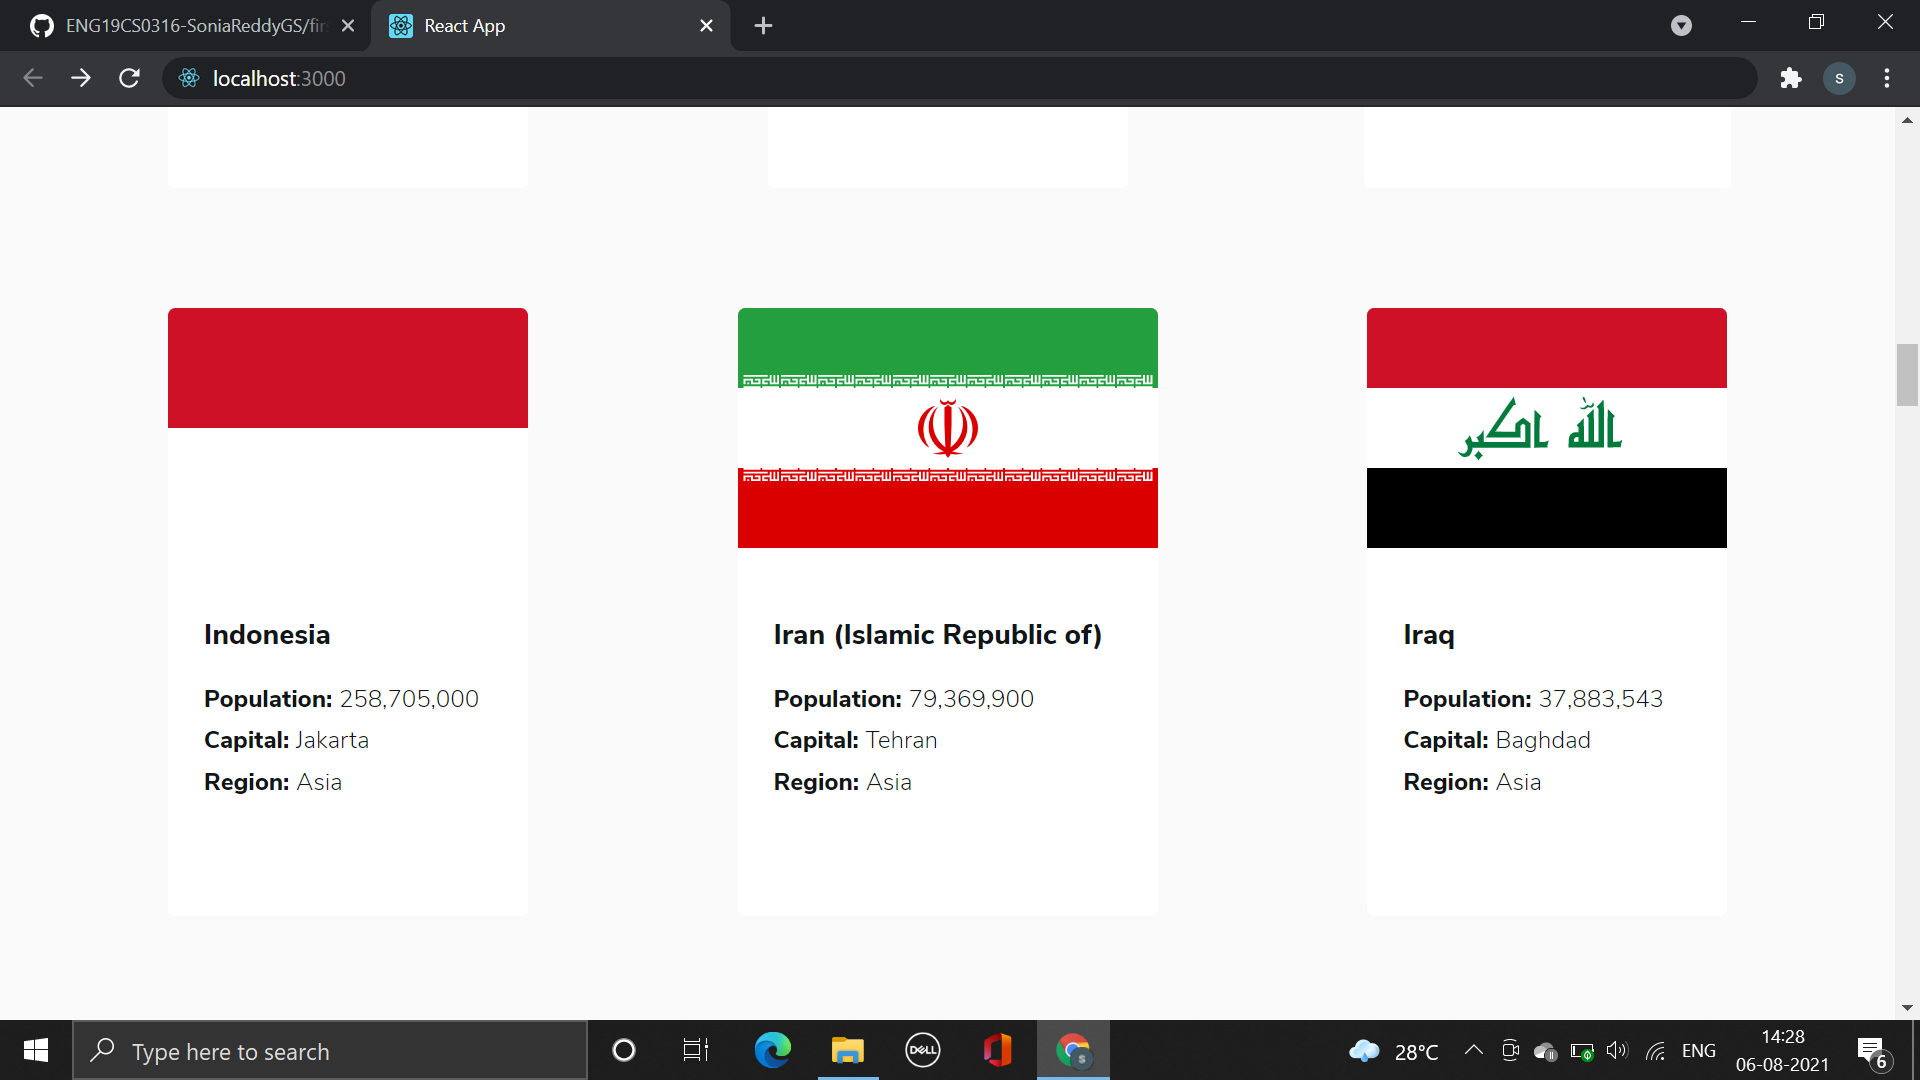 ENG19CS0316-SoniaReddyGS/fir
React App
localhost:3000
S
الله اكبر
Indonesia
Population: 258,705,000
Capital: Jakarta
Region: Asia
Iran (Islamic Republic of)
Population: 79,369,900
Capital: Tehran
Region: Asia
Iraq
Population: 37,883,543
Capital: Baghdad
Region: Asia
Type here to search
DELL
S
28°C
ENG
14:28
06-08-2021
6